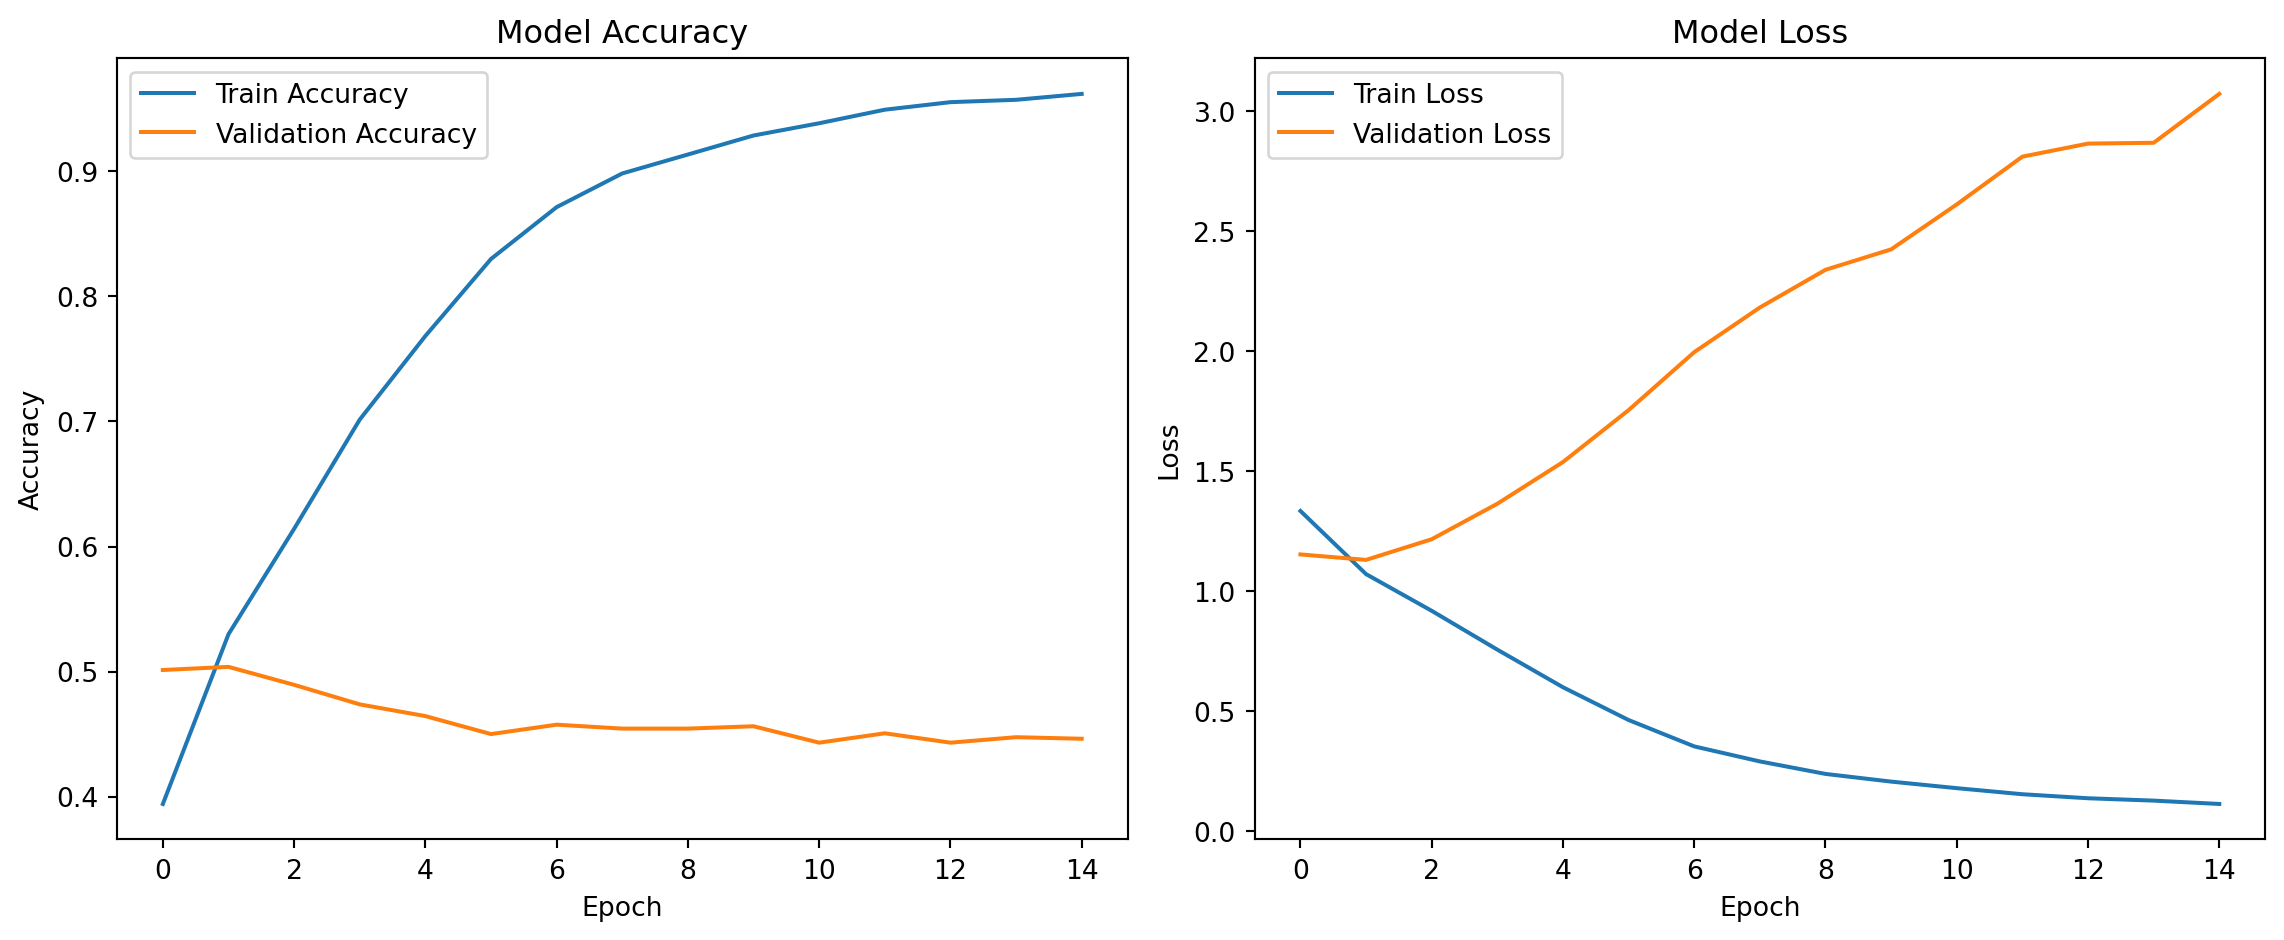 Model Accuracy
Train Accuracy
Validation Accuracy
Accuracy
0.9
0.8
0.7
0.6
0.5
0.4
0 2 4 6 8 10 12 14
Epoch
Model Loss
Train Loss
Validation Loss
Loss
3.0
2.5
2.0
1.5
1.0
0.5
0.0
0 2 4 6 8 10 12 14
Epoch